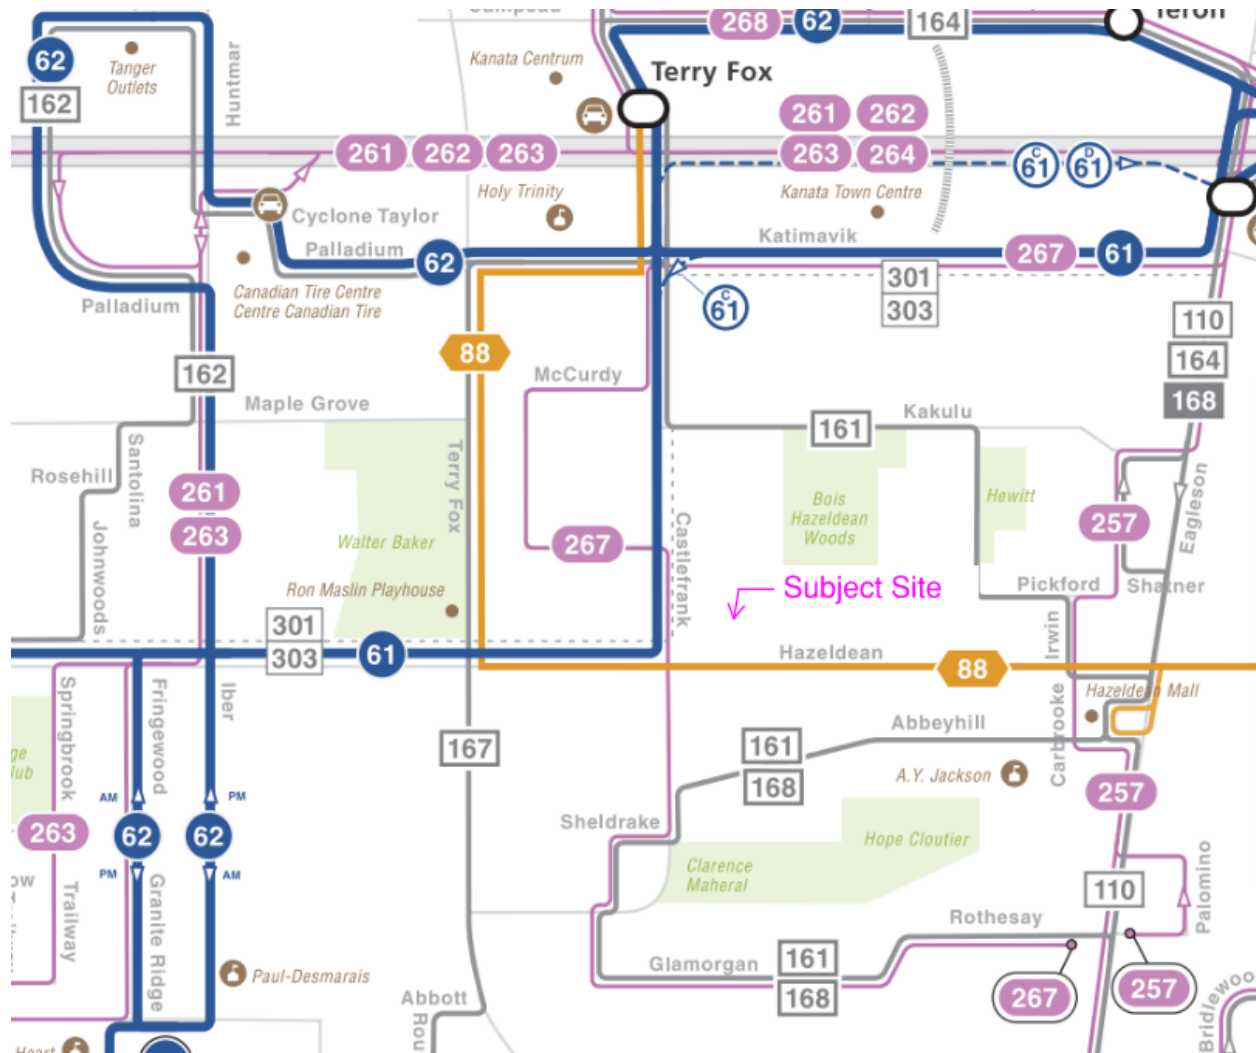 Campeau
268
62
164
Teron
62
Tanger
Outlets
Huntmar
Kanata Centrum
Terry Fox
162
261
262
261
262
263
263
264
C
61
D
61
Holy Trinity
Kanata Town Centre
Cyclone Taylor
Palladium
62
Katimavik
267
61
Canadian Tire Centre
Centre Canadian Tire
Palladium
301
303
C
61
110
164
168
88
162
McCurdy
Maple Grove
Kakulu
161
Rosehill
Santolina
Terry Fox
261
263
Johnwoods
Walter Baker
Bois
Hazeldean
Woods
Hewitt
257
Eagleson
267
Castlefrank
Ron Maslin Playhouse
Subject Site
Pickford
Shatner
Irwin
301
303
61
Hazeldean
88
Springbrook
Fringewood
Iber
Hazeldean Mall
Abbeyhill
167
161
168
Carbrooke
A.Y. Jackson
257
AM
PM
263
62
62
PM
AM
Sheldrake
Hope Cloutier
Clarence
Maheral
110
Palomino
Trailway
Granite Ridge
Rothesay
Paul-Desmarais
Glamorgan
161
168
267
257
Abbott
Bridlewoo
Heart